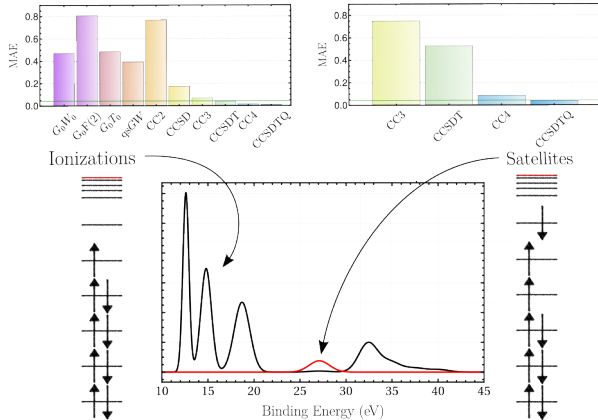 MAE
0.8
0.6
0.4
0.2
0.0
G₀W₀
G₀F(2)
G₀T₀
qsGW
CC2
CCSD
CC3
CCSDT
CC4
CCSDTQ
MAE
0.8
0.6
0.4
0.2
0.0
CC3
CCSDT
CC4
CCSDTQ
Ionizations
Satellites
10 15 20 25 30 35 40 45
Binding Energy (eV)